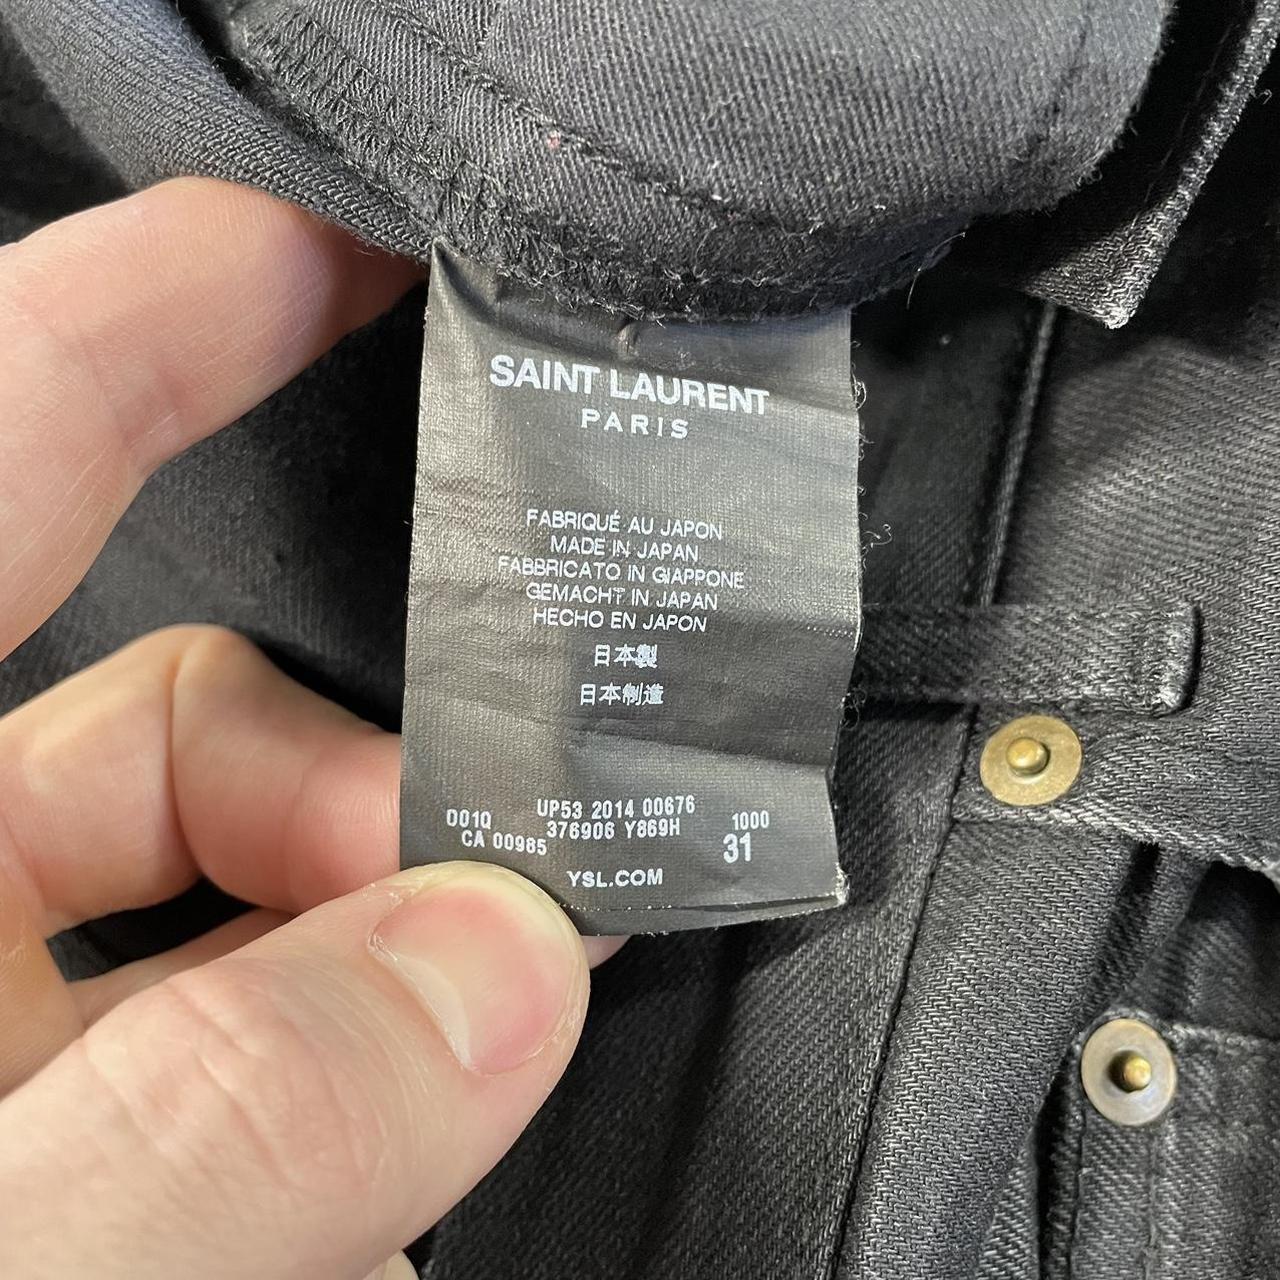 SAINT LAURENT
PARIS
FABRIQUÉ AU JAPON
MADE IN JAPAN
FABBRICATO IN GIAPPONE
GEMACHT IN JAPAN
HECHO EN JAPON
日本製
日本制造
UP53 2014 00676
001Q 376906 Y869H 1000
CA 00985 31
YSL.COM